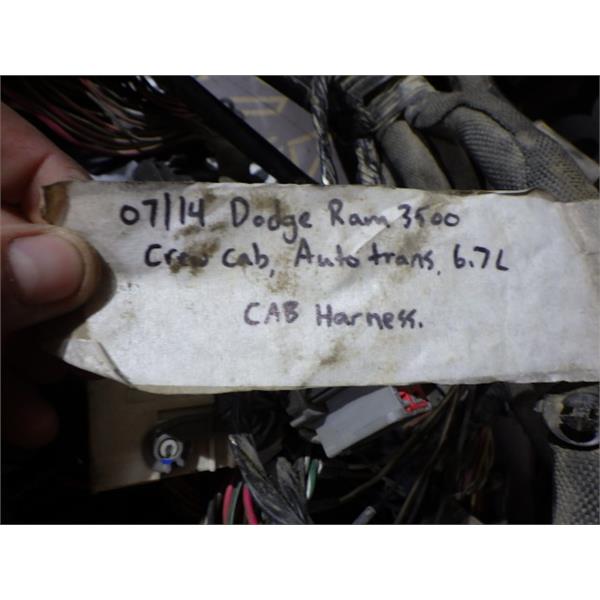 07/14 Dodge Ram 3500
Crew cab, Auto trans, 6.7L
CAB Harness.